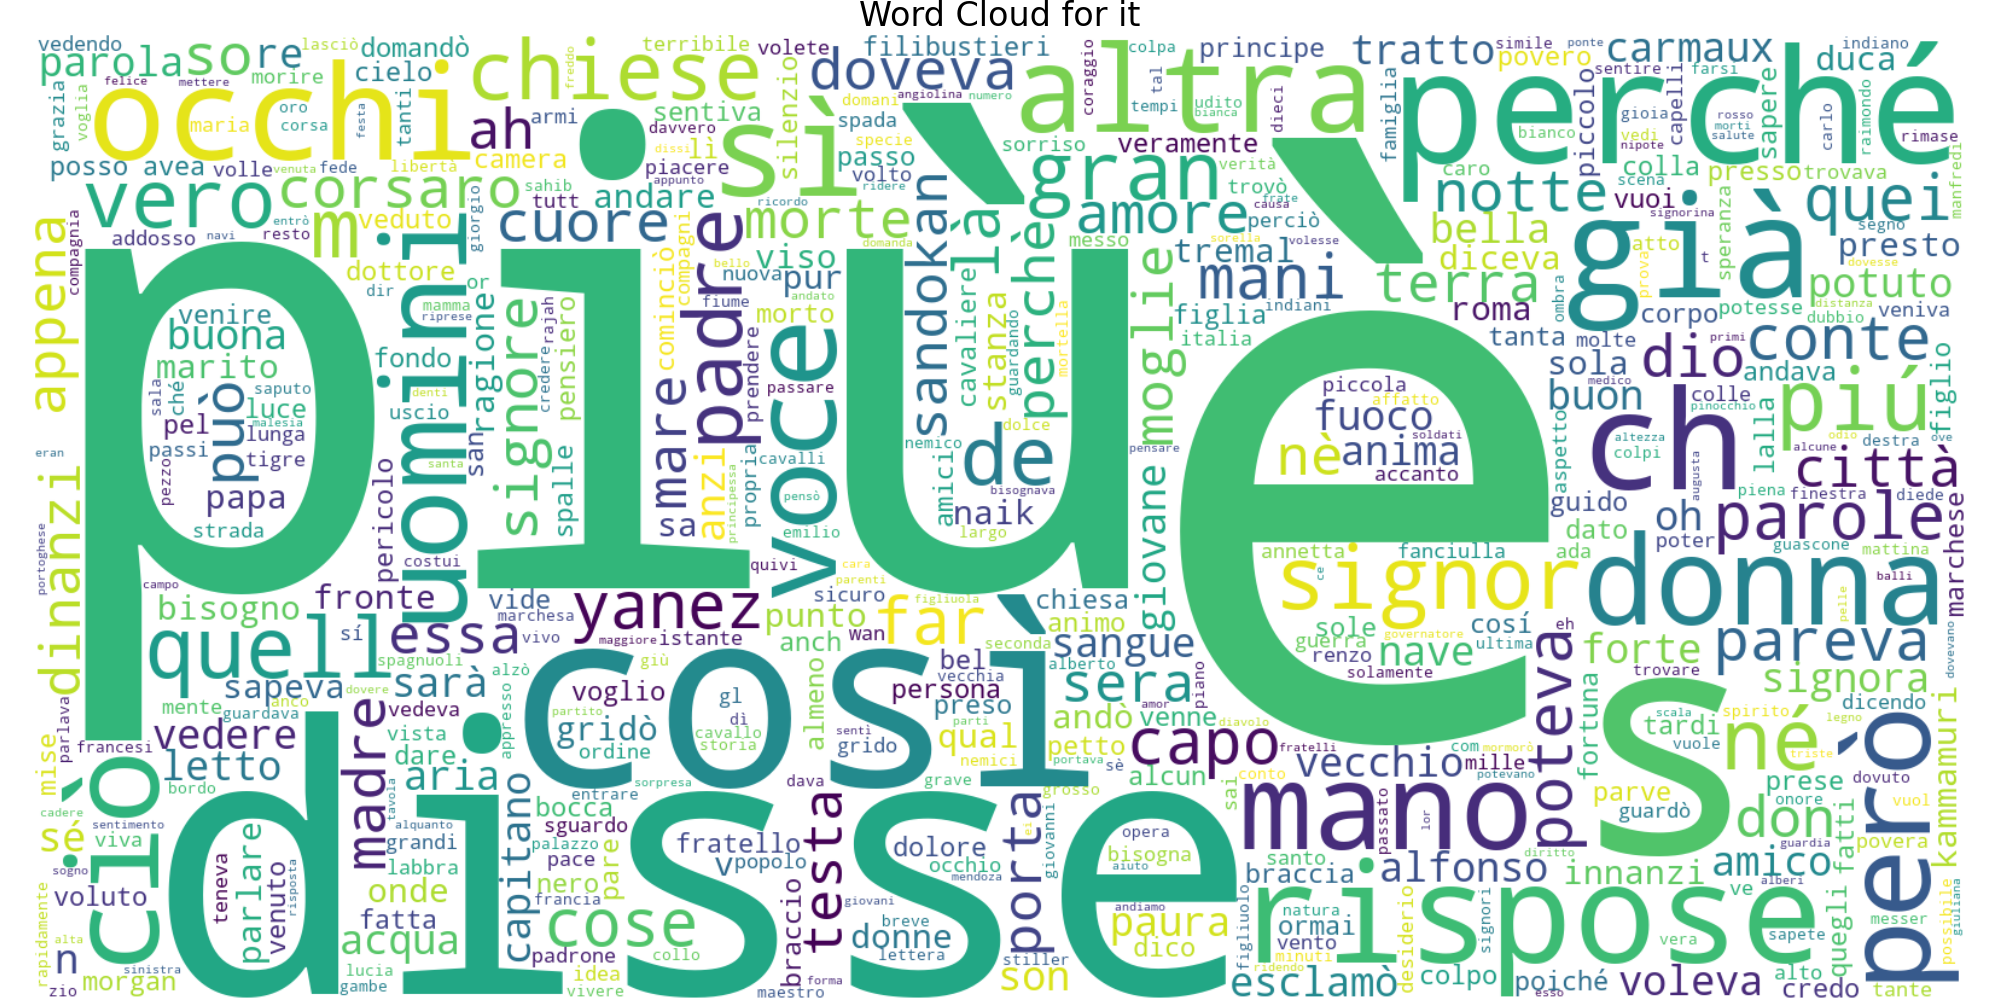 Word Cloud for it
vedendo
lasciò
domandò
parola
so
re
morire
cielo
chiese
terribile
volete
filibustieri
doveva
altra
colpa
principe
tratto
simile
ponte
carmaux
povero
perché
duca
indiano
felice
mettere
occhi
oro
maria
corsa
festa
tanti
ah
armi
freddo
sentiva
davvero
silenzio
domani
angiolina
numero
spada
specie
coraggio
tal
tempi
udito
bianca
dieci
famiglia
piccolo
sentire
farsi
gioia
capelli
rosso
morti
salute
sapere
carlo
raimondo
rimase
grazia
voglia
posso avea
volle
venuta
fede
libertà
camera
dissi
lì
piacere
appunto
sì
passo
volto
ridere
sorriso
veramente
verità
bianco
vedi
nipote
caro
colla
presso
trovava
manfredi
vero
corsaro
sahib
tutt
andare
ricordo
gran
trovò
frate
causa
notte
vuoi
scena
signorina
quei
segno
addosso
navi
entrò
resto
m
veduto
giorgio
cuore
morte
domanda
là
amore
perciò
messo
sorella
volesse
bella
diceva
già
atto
t
speranza
presto
dovesse
compagnia
appena
dottore
dir
or
uomini
mamma
riprese
ragione
signore
rajah
credere
pensiero
cominciò
compagni
padre
bello
nuova
fiume
viso
pur
andato
morto
sandokan
cavaliere
stanza
guardando
perchè
mortella
moglie
tremal
mani
figlia
indiani
italia
terra
roma
tanta
ombra
molte
provato
corpo
potesse
distanza
dubbio
potuto
veniva
venire
buona
marito
fondo
più
è
sala
ché
saputo
luce
malesia
pel
può
lunga
passi
tigre
pezzo
papa
strada
uscio
denti
san
santa
pericolo
costui
eran
portoghese
dinanzi
campo
spalle
mare
sa
anzi
principessa
prendere
propria
passare
voce
cavalli
pensò
emilio
quivi
nemico
amici
de
dolce
bisognava
naik
largo
giovane
pensare
piccola
affatto
fuoco
soldati
nè
anima
accanto
sola
buon
medico
aspetto
guido
dio
primi
colle
pinocchio
andava
conte
figlio
ch
altezza
colpi
augusta
lalla
piú
alcune
odio
destra
ove
città
piena
finestra
diede
marchese
dato
oh
poter
parole
guascone
mattina
annetta
fanciulla
ada
ce
signor
donna
balli
pelle
bisogno
fronte
vide
marchesa
vivo
sí
essa
yanez
maggiore
istante
cara
parenti
sicuro
punto
anch
wan
far
figliuola
seconda
chiesa
animo
sangue
sole
guerra
governatore
renzo
solamente
nave
così
cosí
ultima
eh
poteva
forte
trovare
pareva
dovevano
quell
spagnuoli
alzò
giù
sapeva
dovere
sarà
appresso
voglio
partito
gridò
ordine
gl
dì
cavallo
storia
almeno
bel
vecchia
persona
preso
senti
grido
parti
qual
nemici
alberto
sera
amor
piano
andò
venne
diavolo
petto
portava
sè
capo
fratelli
alcun
signora
mente
guardava
anco
vedeva
vista
dare
parlava
francesi
vedere
letto
bordo
mise
cadere
madre
aria
tavola
sorpresa
entrare
dava
grave
grosso
sai
conto
vecchio
com
mormorò
mille
potevano
fortuna
s
scala
tardi
vuole
spirito
né
legno
triste
dicendo
prese
onore
dovuto
kammamuri
ciò
sentimento
sé
viva
disse
alquanto
grandi
labbra
capitano
bocca
sguardo
palazzo
pace
fratello
v
popolo
testa
dolore
occhio
mendoza
ei
porta
giovanni
opera
bisogna
aiuto
mano
passato
lor
parve
guardò
don
povera
vuol
però
guardia
sogno
voluto
teneva
parlare
venuto
risposta
onde
fatta
acqua
nero
francia
pare
cose
collo
braccio
giovani
breve
donne
lettera
andiamo
paura
dico
santo
braccia
alfonso
diritto
innanzi
amico
ve
alberi
quegli fatti
messer
possibile
giuliana
rapidamente
alta
n
zio
morgan
sinistra
lucia
gambe
padrone
idea
vivere
maestro
forma
stiller
son
figliuolo
ridendo
natura
vento
minuti
ormai
esclamò
desiderio
signori
colpo
rispose
poiché
esso
vera
voleva
sapete
alto
credo
tante